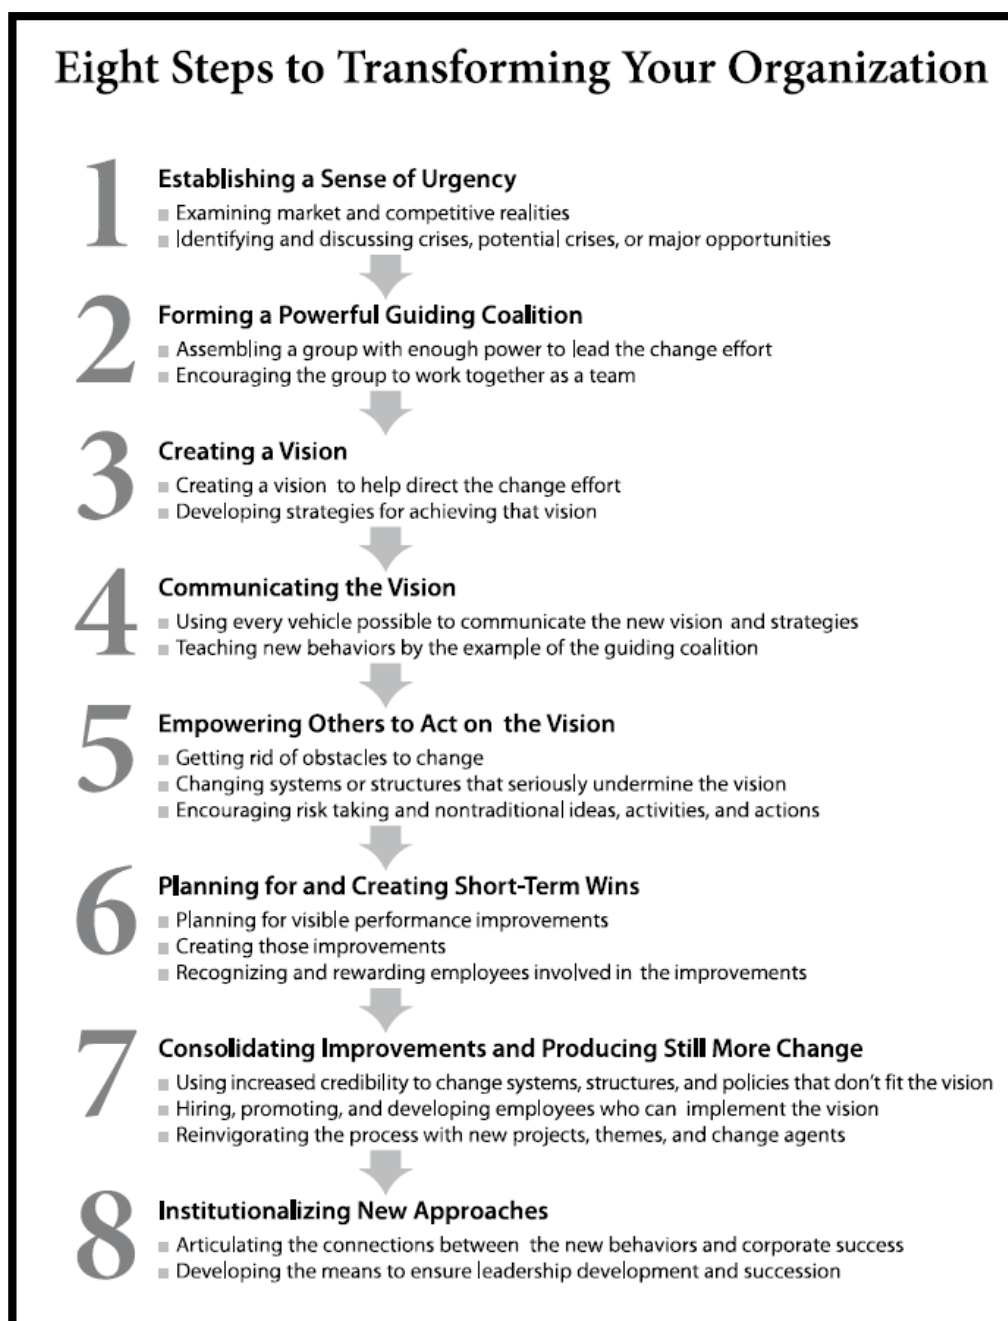 Eight Steps to Transforming Your Organization
1
Establishing a Sense of Urgency
Examining market and competitive realities
Identifying and discussing crises, potential crises, or major opportunities
2
Forming a Powerful Guiding Coalition
Assembling a group with enough power to lead the change effort
Encouraging the group to work together as a team
3
Creating a Vision
Creating a vision to help direct the change effort
Developing strategies for achieving that vision
4
Communicating the Vision
Using every vehicle possible to communicate the new vision and strategies
Teaching new behaviors by the example of the guiding coalition
5
Empowering Others to Act on the Vision
Getting rid of obstacles to change
Changing systems or structures that seriously undermine the vision
Encouraging risk taking and nontraditional ideas, activities, and actions
6
Planning for and Creating Short-Term Wins
Planning for visible performance improvements
Creating those improvements
Recognizing and rewarding employees involved in the improvements
7
Consolidating Improvements and Producing Still More Change
Using increased credibility to change systems, structures, and policies that don't fit the vision
Hiring, promoting, and developing employees who can implement the vision
Reinvigorating the process with new projects, themes, and change agents
8
Institutionalizing New Approaches
Articulating the connections between the new behaviors and corporate success
Developing the means to ensure leadership development and succession